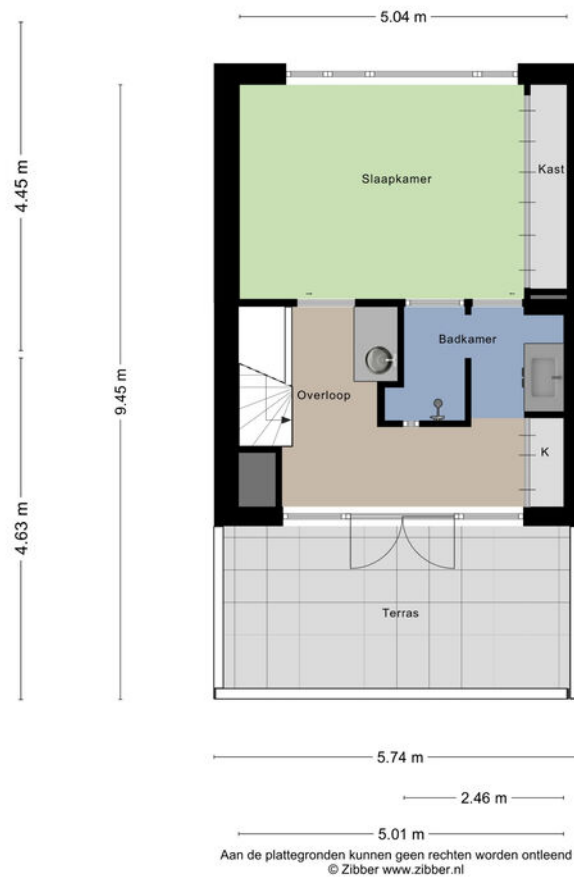 5.04 m
4.45 m
Slaapkamer
Kast
9.45 m
Badkamer
Overloop
K
4.63 m
Terras
5.74 m
2.46 m
5.01 m
Aan de plattegronden kunnen geen rechten worden ontleend
© Zibber www.zibber.nl